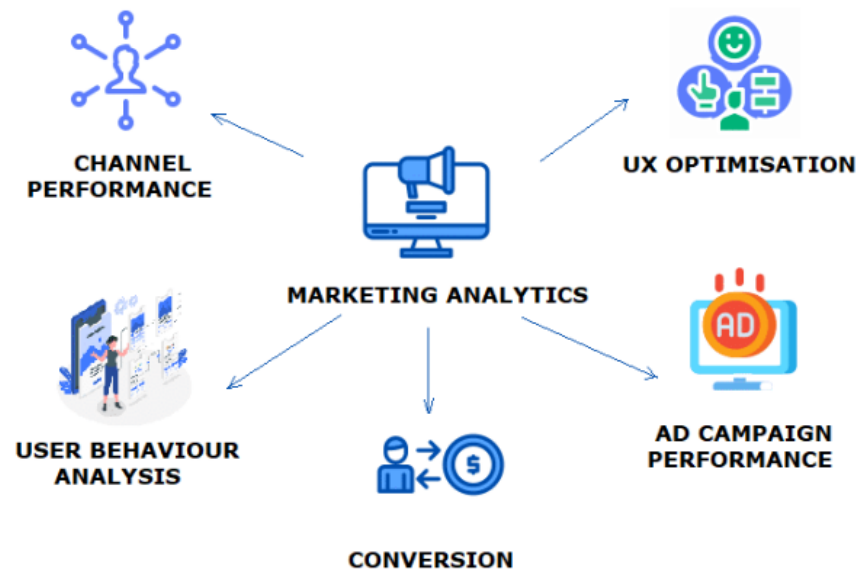 CHANNEL
PERFORMANCE
UX OPTIMISATION
MARKETING ANALYTICS
USER BEHAVIOUR
ANALYSIS
$
CONVERSION
AD
AD CAMPAIGN
PERFORMANCE